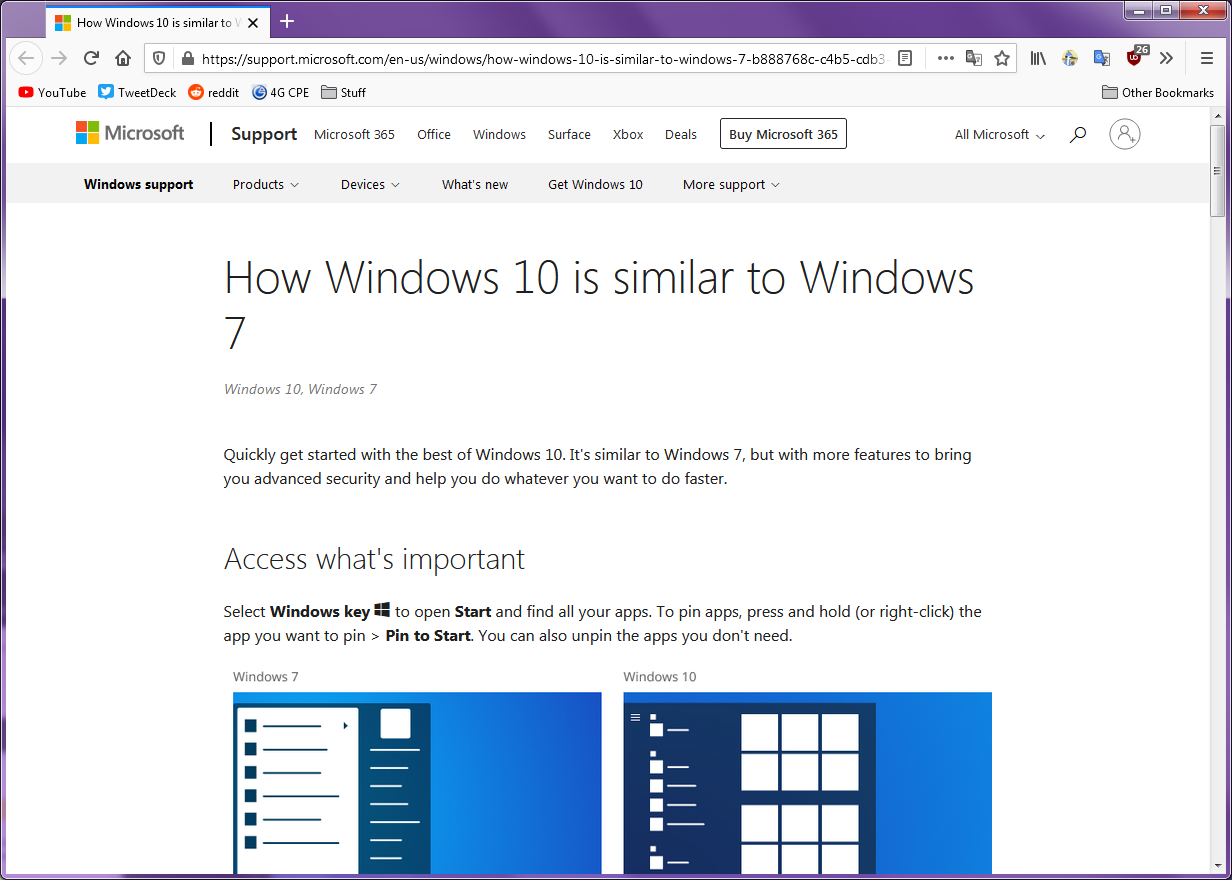 How Windows 10 is similar to W
https://support.microsoft.com/en-us/windows/how-windows-10-is-similar-to-windows-7-b888768c-c4b5-cdb3-
26
YouTube TweetDeck reddit 4G CPE Stuff Other Bookmarks
Microsoft Support Microsoft 365 Office Windows Surface Xbox Deals Buy Microsoft 365 All Microsoft
Windows support Products Devices What's new Get Windows 10 More support
How Windows 10 is similar to Windows
7
Windows 10, Windows 7
Quickly get started with the best of Windows 10. It's similar to Windows 7, but with more features to bring
you advanced security and help you do whatever you want to do faster.
Access what's important
Select Windows key to open Start and find all your apps. To pin apps, press and hold (or right-click) the
app you want to pin > Pin to Start. You can also unpin the apps you don't need.
Windows 7 Windows 10